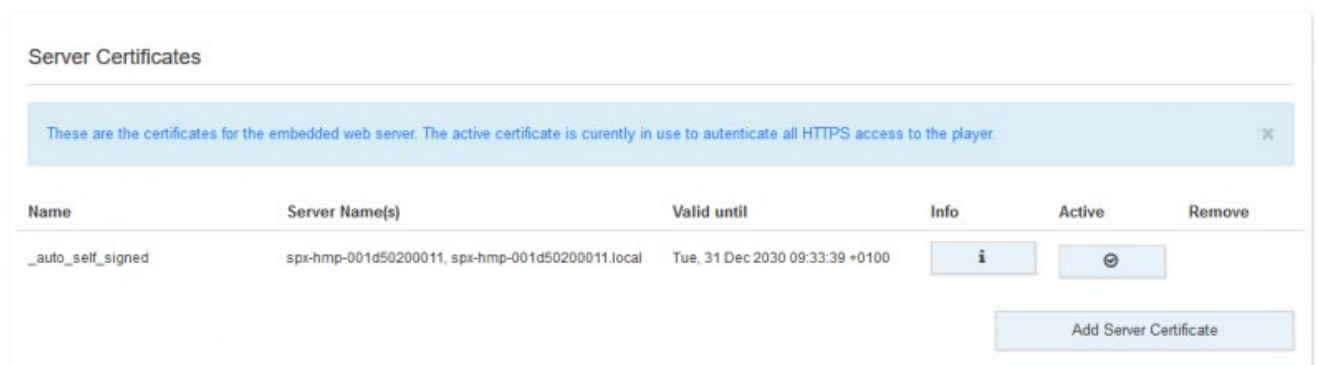 Server Certificates
These are the certificates for the embedded web server. The active certificate is curently in use to autenticate all HTTPS access to the player. ×
Name Server Name(s) Valid until Info Active Remove
_auto_self_signed spx-hmp-001d50200011, spx-hmp-001d50200011.local Tue, 31 Dec 2030 09:33:39 +0100 i
Add Server Certificate